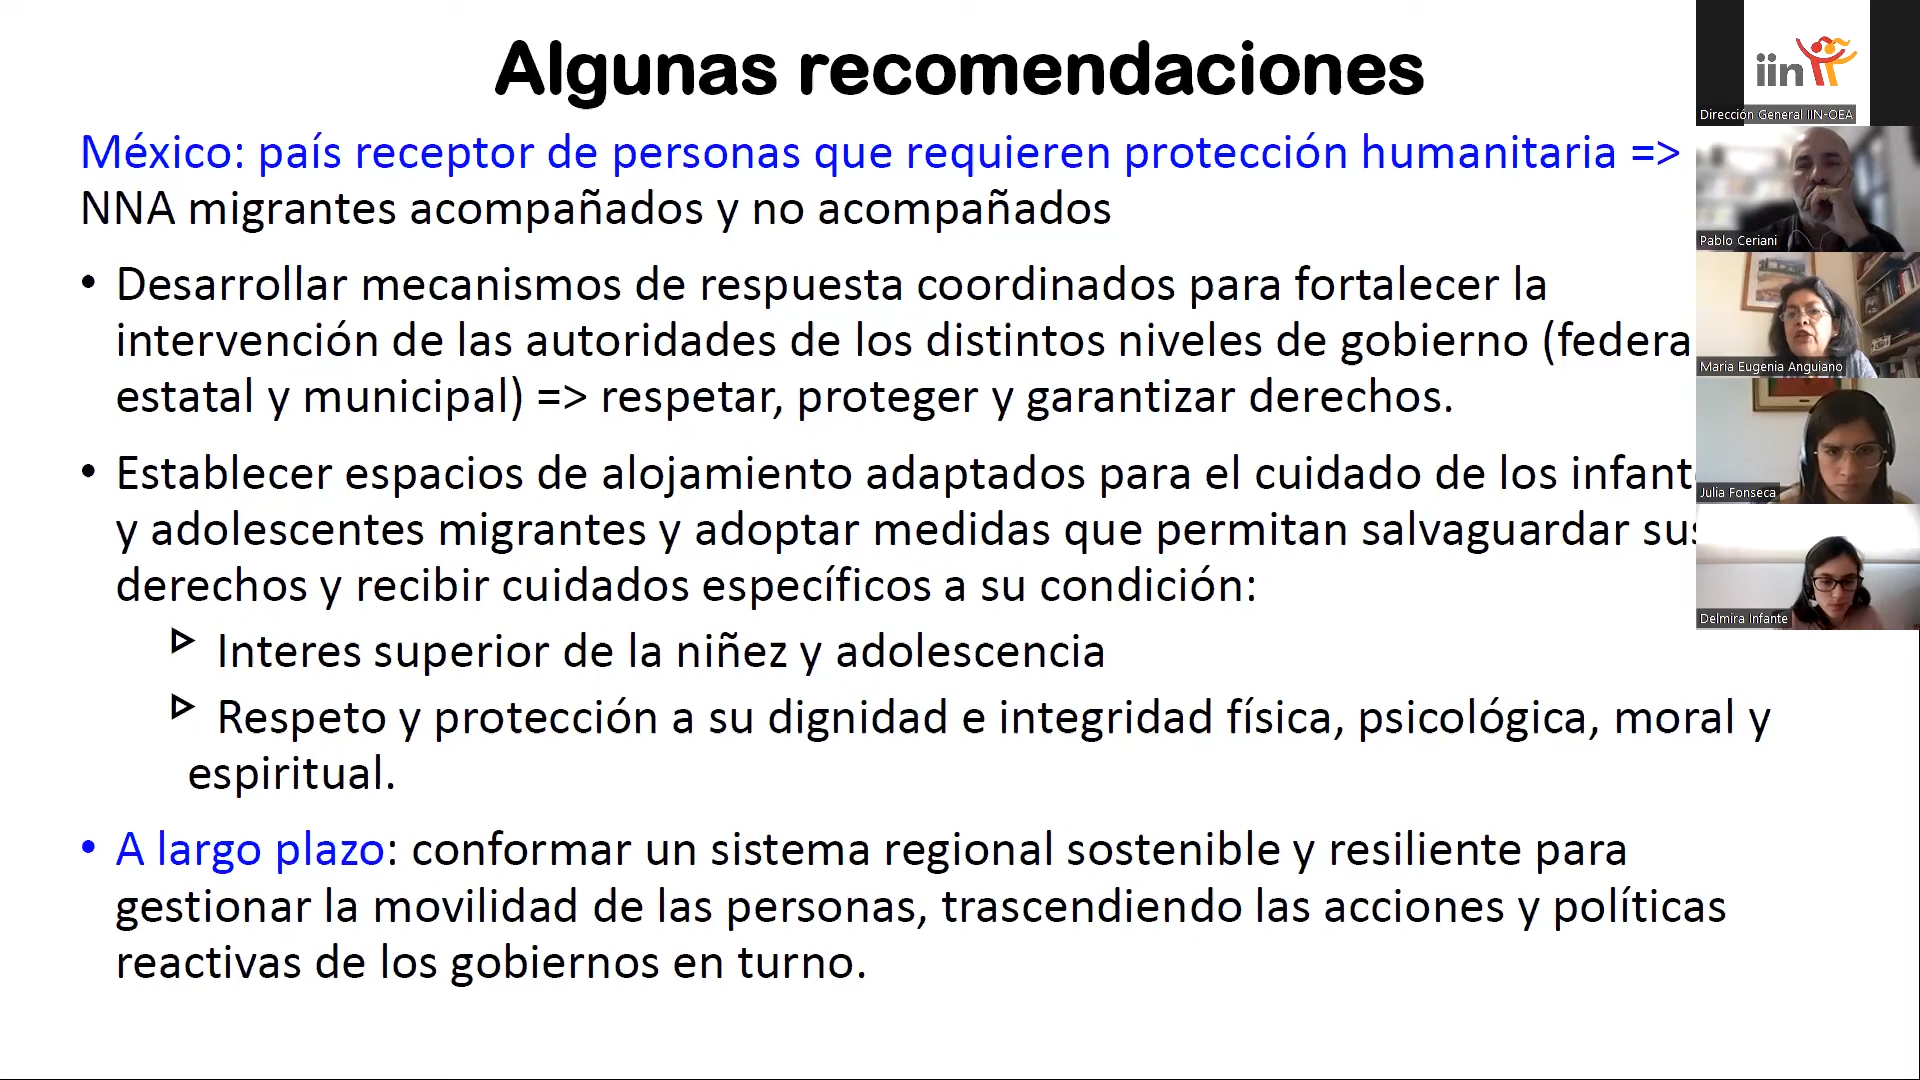 Algunas recomendaciones
México: país receptor de personas que requieren protección humanitaria =>
NNA migrantes acompañados y no acompañados
• Desarrollar mecanismos de respuesta coordinados para fortalecer la
intervención de las autoridades de los distintos niveles de gobierno (federa
estatal y municipal) => respetar, proteger y garantizar derechos.
• Establecer espacios de alojamiento adaptados para el cuidado de los infant
y adolescentes migrantes y adoptar medidas que permitan salvaguardar sus
derechos y recibir cuidados específicos a su condición:
Interes superior de la niñez y adolescencia
Respeto y protección a su dignidad e integridad física, psicológica, moral y
espiritual.
• A largo plazo: conformar un sistema regional sostenible y resiliente para
gestionar la movilidad de las personas, trascendiendo las acciones y políticas
reactivas de los gobiernos en turno.
iin
Dirección General IIN-OEA
Pablo Ceriani
Maria Eugenia Anguiano
Julia Fonseca
Delmira Infante